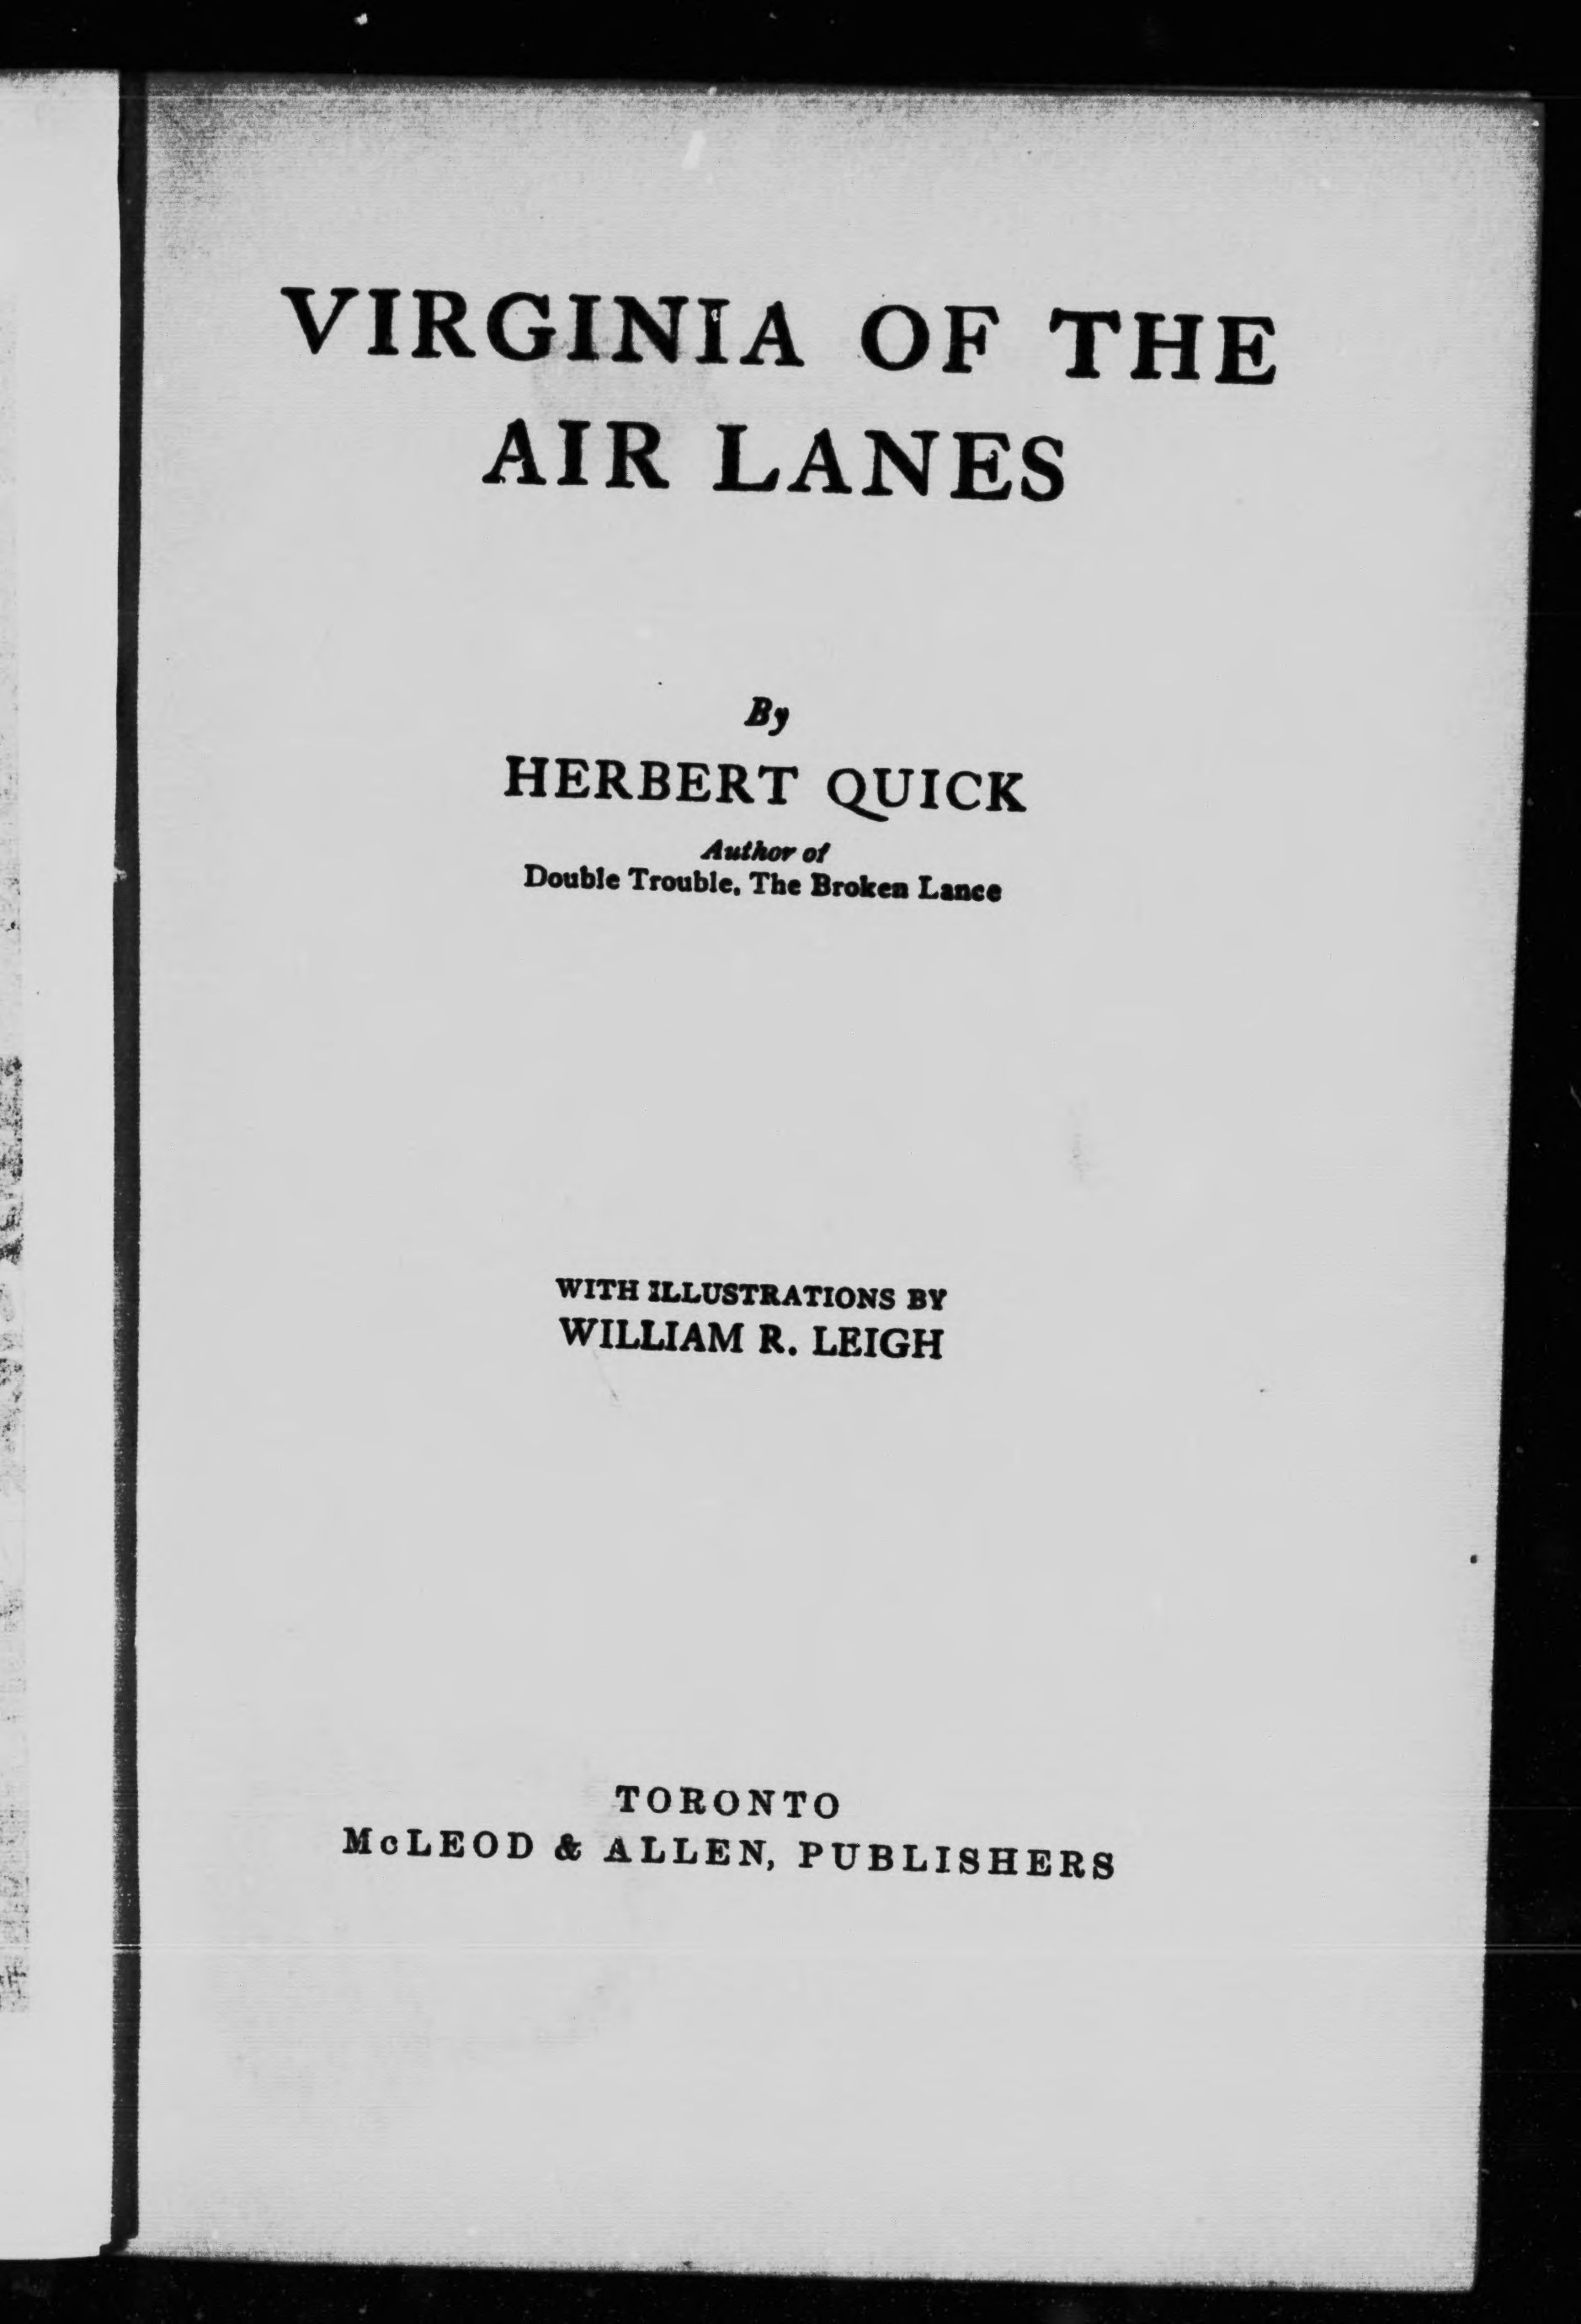 VIRGINIA OF THE
AIR LANES
By
HERBERT QUICK
Author of
Double Trouble, The Broken Lance
WITH ILLUSTRATIONS BY
WILLIAM R. LEIGH
TORONTO
McLEOD & ALLEN, PUBLISHERS